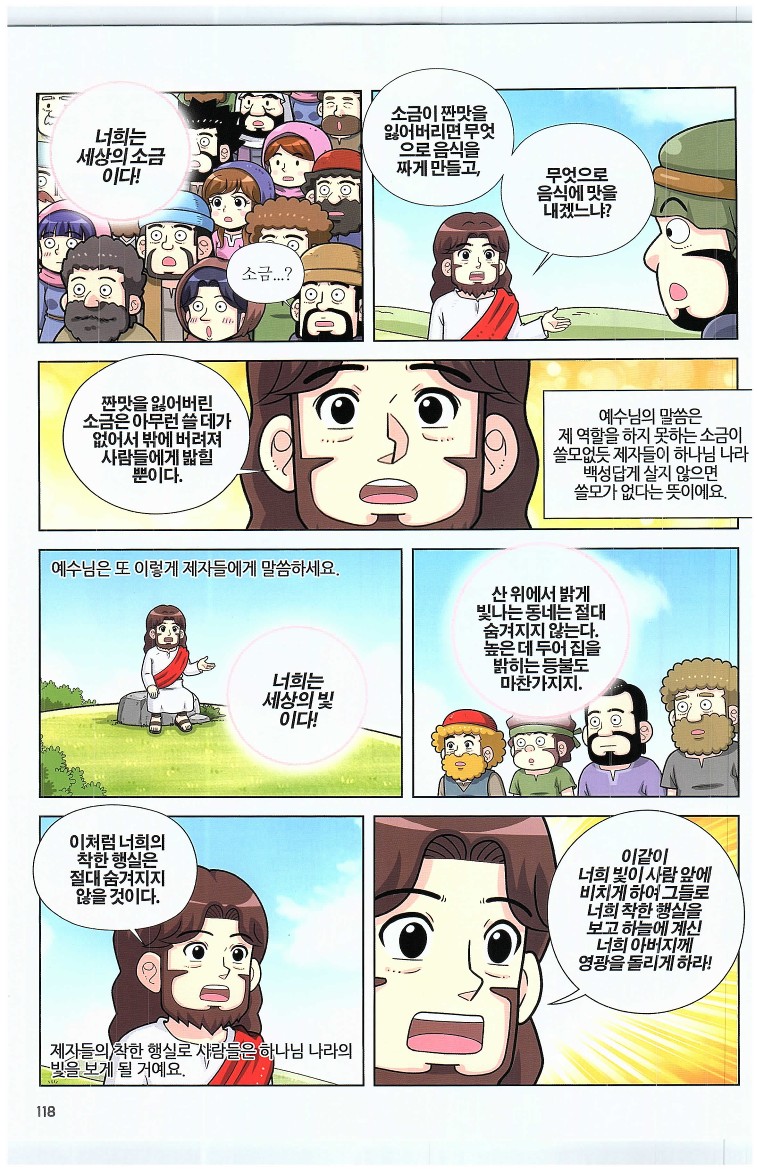 너희는
세상의 소금
이다!
소금...?
소금이 짠맛을
잃어버리면 무엇
으로 음식을
짜게 만들고,
무엇으로
음식에 맛을
내겠느냐?
짠맛을 잃어버린
소금은 아무런 쓸 데가
없어서 밖에 버려져
사람들에게 밟힐
뿐이다.
예수님의 말씀은
제 역할을 하지 못하는 소금이
쓸모없듯 제자들이 하나님 나라
백성답게 살지 않으면
쓸모가 없다는 뜻이에요.
예수님은 또 이렇게 제자들에게 말씀하세요.
너희는
세상의 빛
이다!
산 위에서 밝게
빛나는 동네는 절대
숨겨지지 않는다.
높은 데 두어 집을
밝히는 등불도
마찬가지지.
이처럼 너희의
착한 행실은
절대 숨겨지지
않을 것이다.
제자들의 착한 행실로 사람들은 하나님 나라의
빛을 보게 될 거예요.
이같이
너희 빛이 사람 앞에
비치게 하여 그들로
너희 착한 행실을
보고 하늘에 계신
너희 아버지께
영광을 돌리게 하라!
118